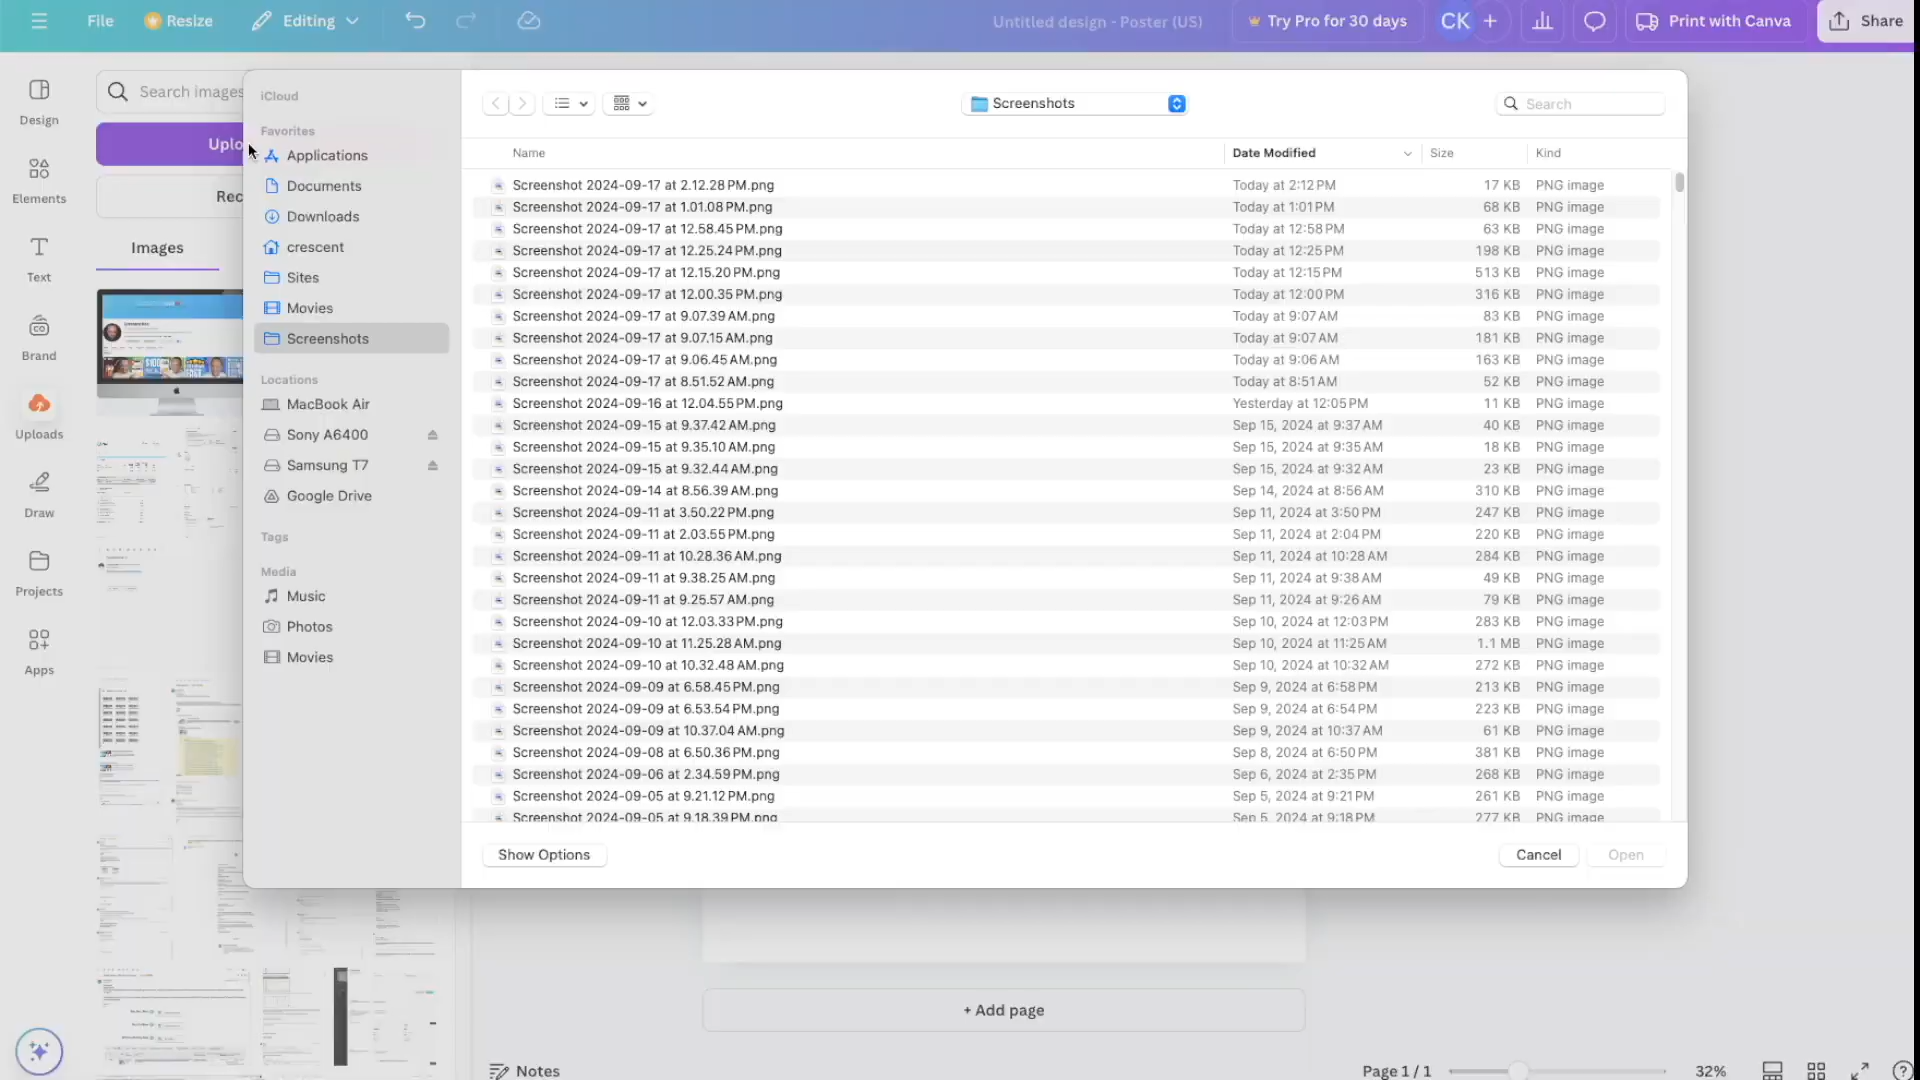 File
Resize
Editing
Untitled design - Poster (US)
Try Pro for 30 days
CK
Print with Canva
Share
Design
Elements
Text
Brand
Uploads
Draw
Projects
Apps
Search images
Uplo
Rec
Images
iCloud
Favorites
Applications
Documents
Downloads
crescent
Sites
Movies
Screenshots
Locations
MacBook Air
Sony A6400
Samsung T7
Google Drive
Tags
Media
Music
Photos
Movies
Screenshots
Search
Name Date Modified Size Kind
Screenshot 2024-09-17 at 2.12.28 PM.png Today at 2:12 PM 17 KB PNG image
Screenshot 2024-09-17 at 1.01.08 PM.png Today at 1:01 PM 68 KB PNG image
Screenshot 2024-09-17 at 12.58.45 PM.png Today at 12:58 PM 63 KB PNG image
Screenshot 2024-09-17 at 12.25.24 PM.png Today at 12:25 PM 198 KB PNG image
Screenshot 2024-09-17 at 12.15.20 PM.png Today at 12:15 PM 513 KB PNG image
Screenshot 2024-09-17 at 12.00.35 PM.png Today at 12:00 PM 316 KB PNG image
Screenshot 2024-09-17 at 9.07.39 AM.png Today at 9:07 AM 83 KB PNG image
Screenshot 2024-09-17 at 9.07.15 AM.png Today at 9:07 AM 181 KB PNG image
Screenshot 2024-09-17 at 9.06.45 AM.png Today at 9:06 AM 163 KB PNG image
Screenshot 2024-09-17 at 8.51.52 AM.png Today at 8:51 AM 52 KB PNG image
Screenshot 2024-09-16 at 12.04.55 PM.png Yesterday at 12:05 PM 11 KB PNG image
Screenshot 2024-09-15 at 9.37.42 AM.png Sep 15, 2024 at 9:37 AM 40 KB PNG image
Screenshot 2024-09-15 at 9.35.10 AM.png Sep 15, 2024 at 9:35 AM 18 KB PNG image
Screenshot 2024-09-15 at 9.32.44 AM.png Sep 15, 2024 at 9:32 AM 23 KB PNG image
Screenshot 2024-09-14 at 8.56.39 AM.png Sep 14, 2024 at 8:56 AM 310 KB PNG image
Screenshot 2024-09-11 at 3.50.22 PM.png Sep 11, 2024 at 3:50 PM 247 KB PNG image
Screenshot 2024-09-11 at 2.03.55 PM.png Sep 11, 2024 at 2:04 PM 220 KB PNG image
Screenshot 2024-09-11 at 10.28.36 AM.png Sep 11, 2024 at 10:28 AM 284 KB PNG image
Screenshot 2024-09-11 at 9.38.25 AM.png Sep 11, 2024 at 9:38 AM 49 KB PNG image
Screenshot 2024-09-11 at 9.25.57 AM.png Sep 11, 2024 at 9:26 AM 79 KB PNG image
Screenshot 2024-09-10 at 12.03.33 PM.png Sep 10, 2024 at 12:03 PM 283 KB PNG image
Screenshot 2024-09-10 at 11.25.28 AM.png Sep 10, 2024 at 11:25 AM 1.1 MB PNG image
Screenshot 2024-09-10 at 10.32.48 AM.png Sep 10, 2024 at 10:32 AM 272 KB PNG image
Screenshot 2024-09-09 at 6.58.45 PM.png Sep 9, 2024 at 6:58 PM 213 KB PNG image
Screenshot 2024-09-09 at 6.53.54 PM.png Sep 9, 2024 at 6:54 PM 223 KB PNG image
Screenshot 2024-09-09 at 10.37.04 AM.png Sep 9, 2024 at 10:37 AM 61 KB PNG image
Screenshot 2024-09-08 at 6.50.36 PM.png Sep 8, 2024 at 6:50 PM 381 KB PNG image
Screenshot 2024-09-06 at 2.34.59 PM.png Sep 6, 2024 at 2:35 PM 268 KB PNG image
Screenshot 2024-09-05 at 9.21.12 PM.png Sep 5, 2024 at 9:21 PM 261 KB PNG image
Screenshot 2024-09-05 at 9.18.39 PM.png Sep 5, 2024 at 9:18 PM 277 KB PNG image
Show Options
Cancel
Open
+ Add page
Notes
Page 1 / 1
32%